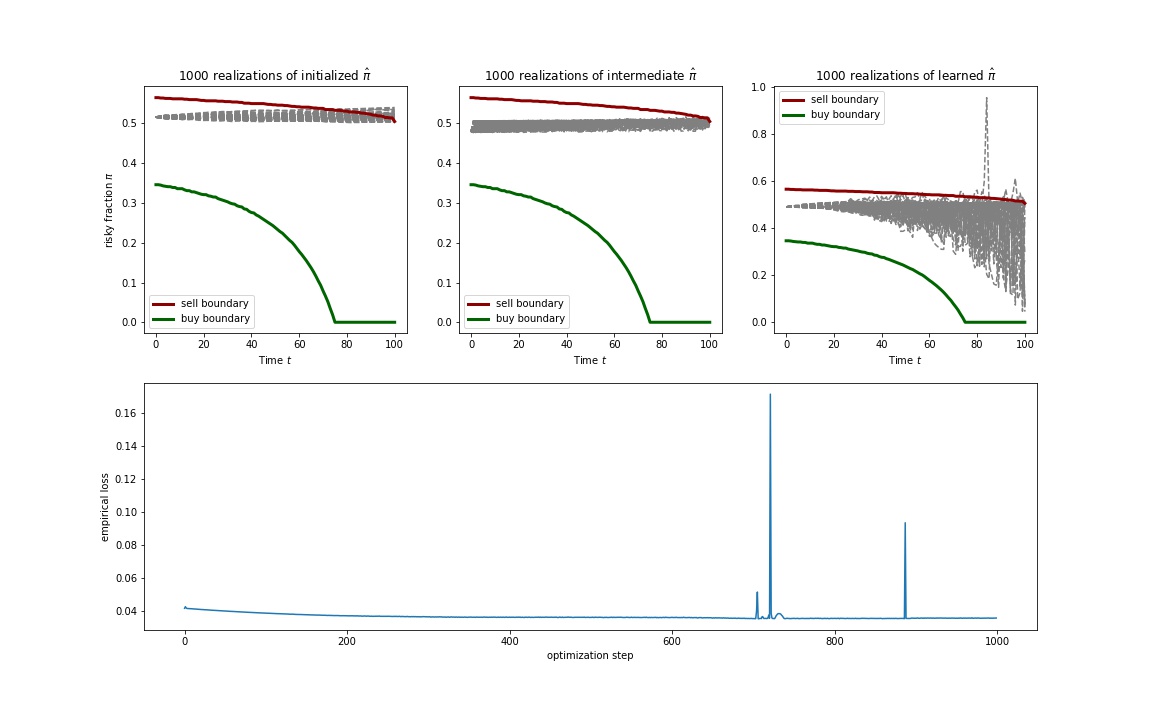 1000 realizations of initialized π̂
risky fraction π
0.5
0.4
0.3
0.2
0.1
0.0
sell boundary
buy boundary
0 20 40 60 80 100
Time t
1000 realizations of intermediate π̂
0.5
0.4
0.3
0.2
0.1
0.0
sell boundary
buy boundary
0 20 40 60 80 100
Time t
1000 realizations of learned π̂
1.0
0.8
0.6
0.4
0.2
0.0
sell boundary
buy boundary
0 20 40 60 80 100
Time t
empirical loss
0.16
0.14
0.12
0.10
0.08
0.06
0.04
0 200 400 600 800 1000
optimization step